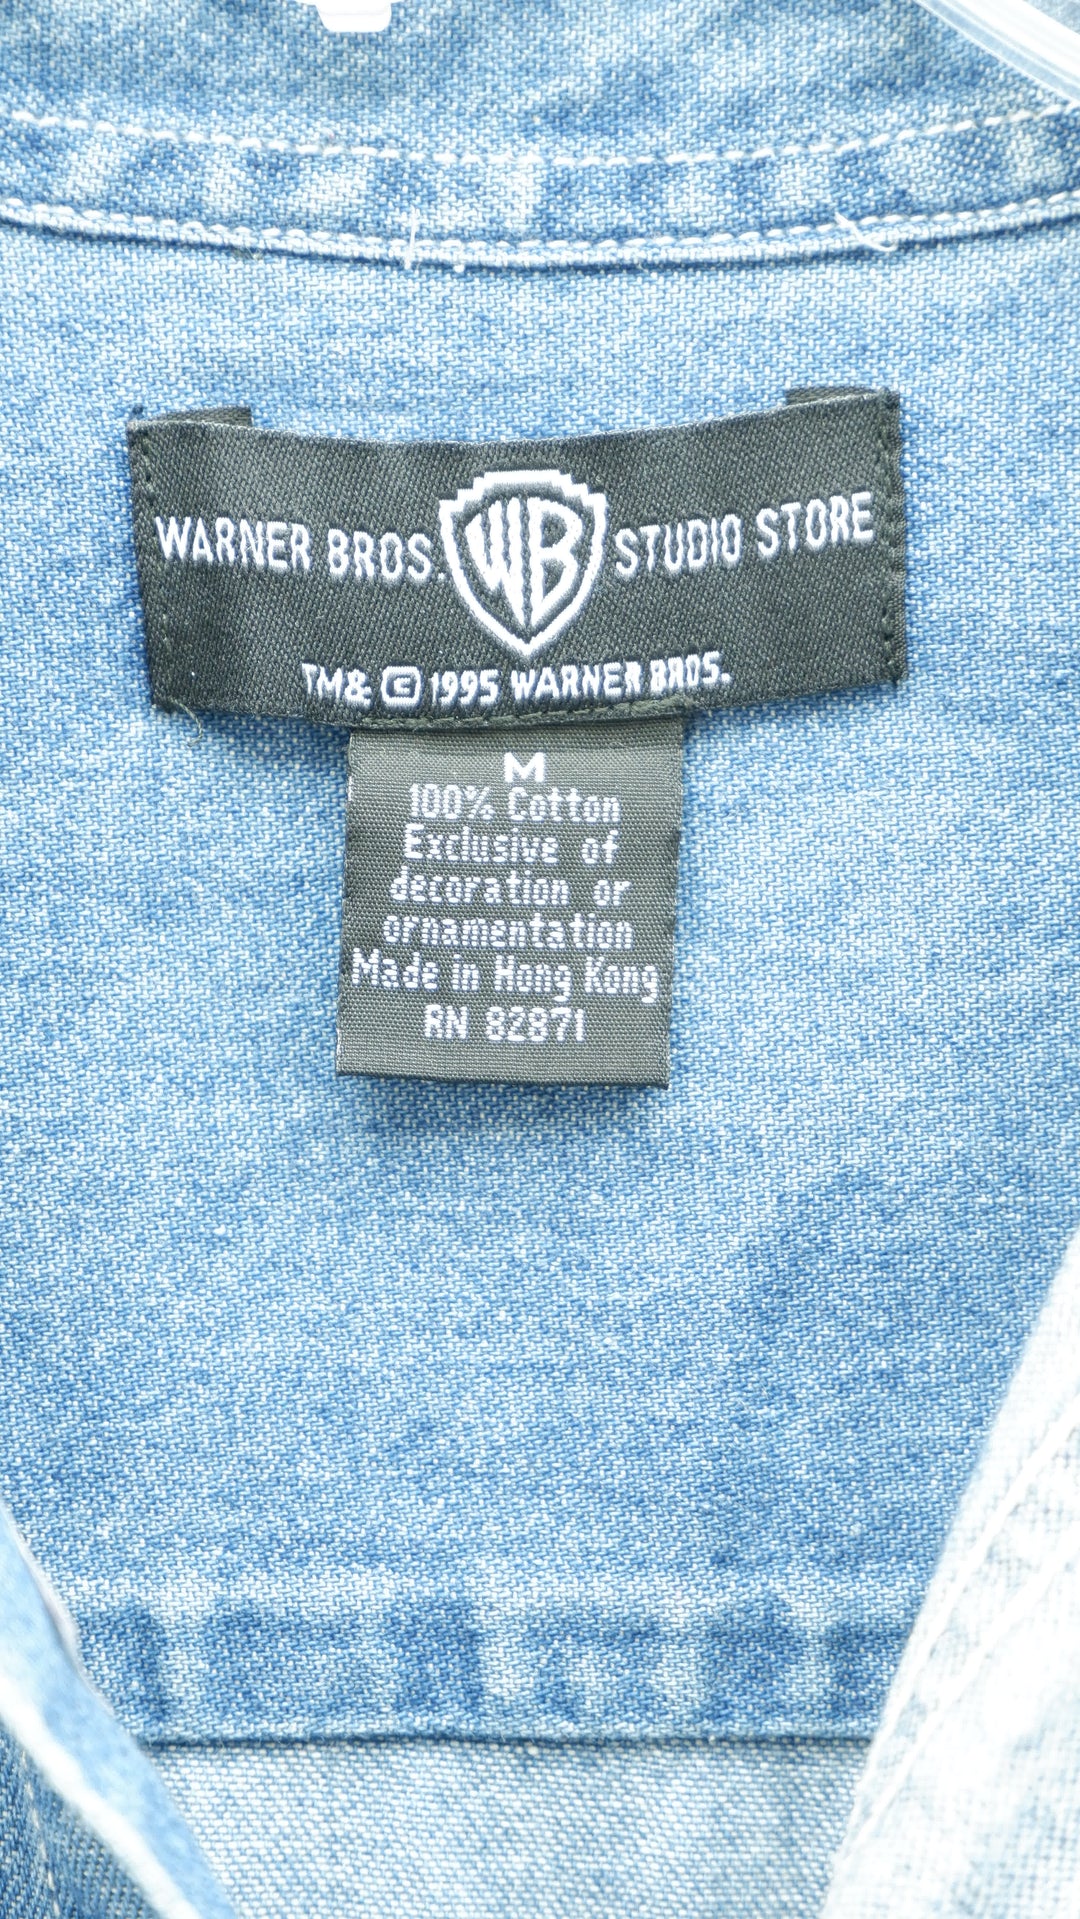 WARNER BROS. WB STUDIO STORE
TM& © 1995 WARNER BROS.
M
100% Cotton
Exclusive of
decoration or
ornamentation
Made in Hong Kong
RN 82871